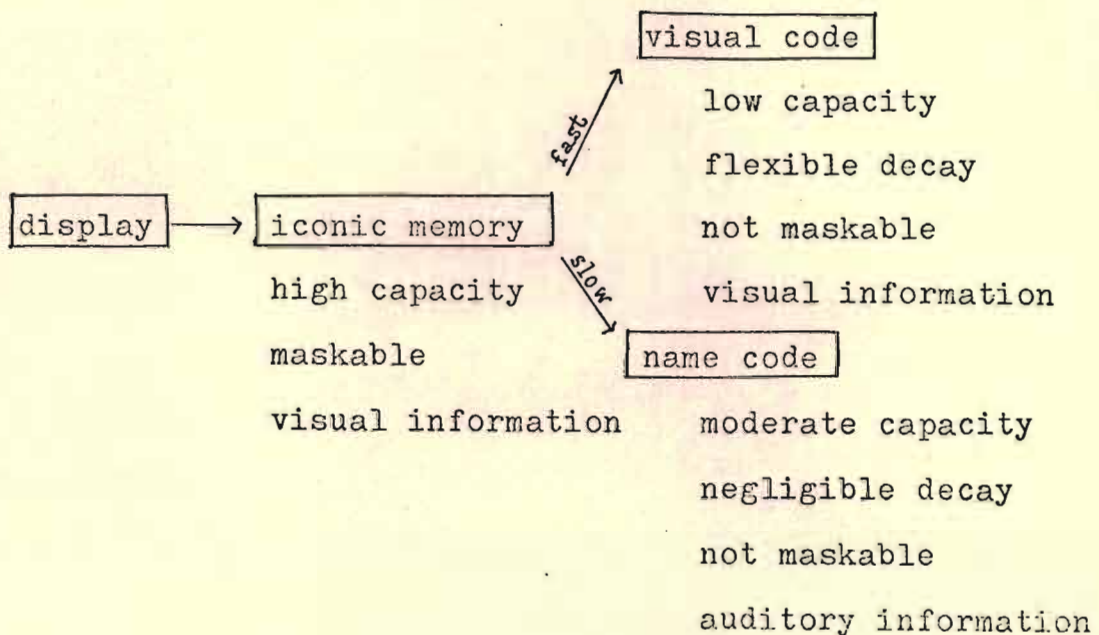 visual code
low capacity
fast
flexible decay
display
iconic memory
not maskable
slow
high capacity
visual information
maskable
name code
visual information
moderate capacity
negligible decay
not maskable
auditory information